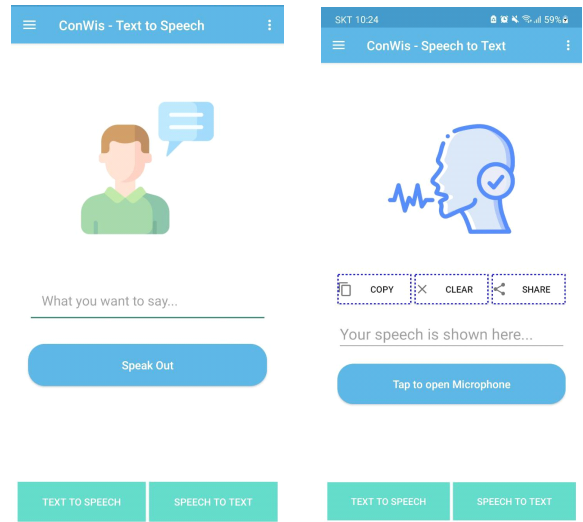 ConWis - Text to Speech
What you want to say...
Speak Out
TEXT TO SPEECH
SPEECH TO TEXT
SKT 10:24
59%
ConWis - Speech to Text
COPY
CLEAR
SHARE
Your speech is shown here...
Tap to open Microphone
TEXT TO SPEECH
SPEECH TO TEXT